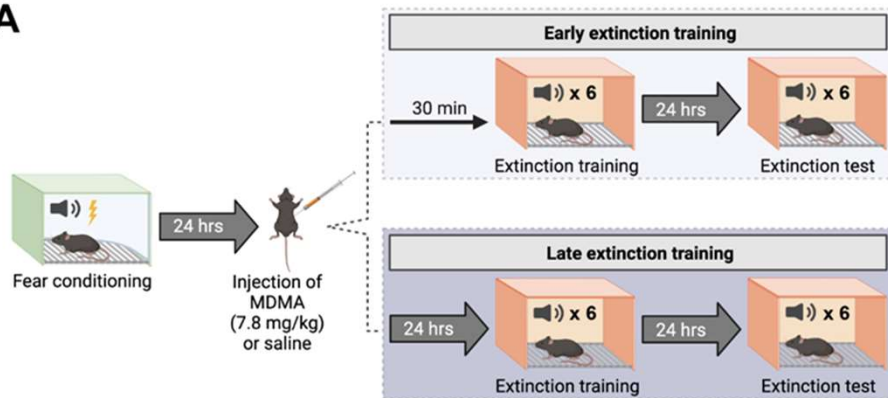 A
Early extinction training
30 min
x 6
24 hrs
x 6
Extinction training
Extinction test
24 hrs
Fear conditioning
Injection of
MDMA
(7.8 mg/kg)
or saline
Late extinction training
24 hrs
x 6
24 hrs
x 6
Extinction training
Extinction test